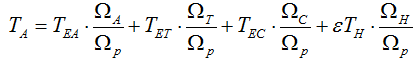 T_A = T_{EA} · Ω_A/Ω_p + T_{ET} · Ω_T/Ω_p + T_{EC} · Ω_C/Ω_p + εT_H · Ω_H/Ω_p